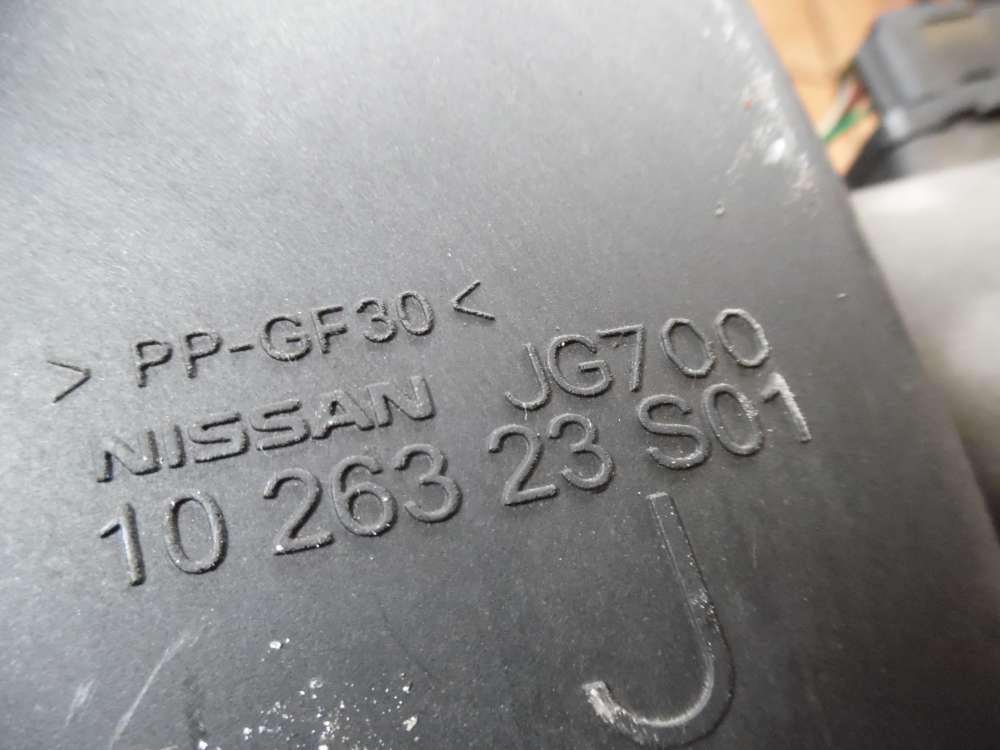 >PP-GF30<
NISSAN JG700
10 263 23 S01
J